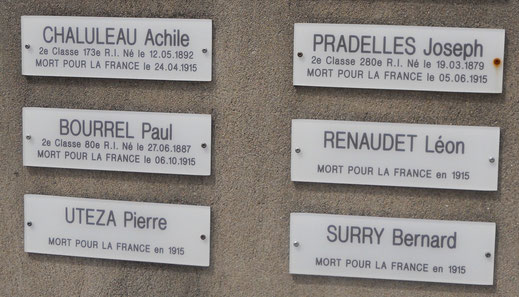 CHALULEAU Achile
2e Classe 173e R.I. Né le 12.05.1892
MORT POUR LA FRANCE le 24.04.1915
BOURREL Paul
2e Classe 80e R.I. Né le 27.06.1887
MORT POUR LA FRANCE le 06.10.1915
UTEZA Pierre
MORT POUR LA FRANCE en 1915
PRADELLES Joseph
2e Classe 280e R.I. Né le 19.03.1879
MORT POUR LA FRANCE le 05.06.1915
RENAUDET Léon
MORT POUR LA FRANCE en 1915
SURRY Bernard
MORT POUR LA FRANCE en 1915